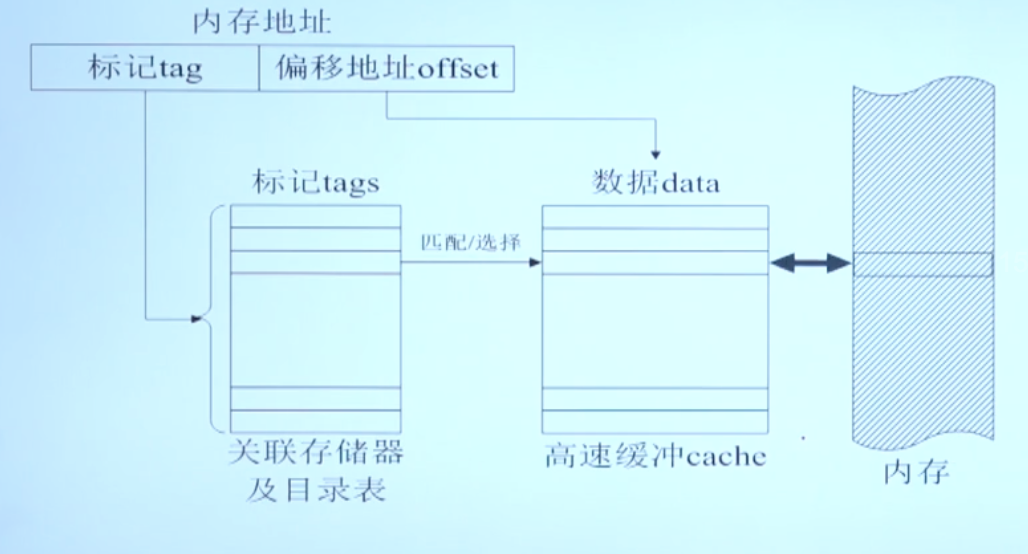 内存地址
标记tag
偏移地址offset
标记tags
数据data
匹配/选择
关联存储器
及目录表
高速缓冲cache
内存